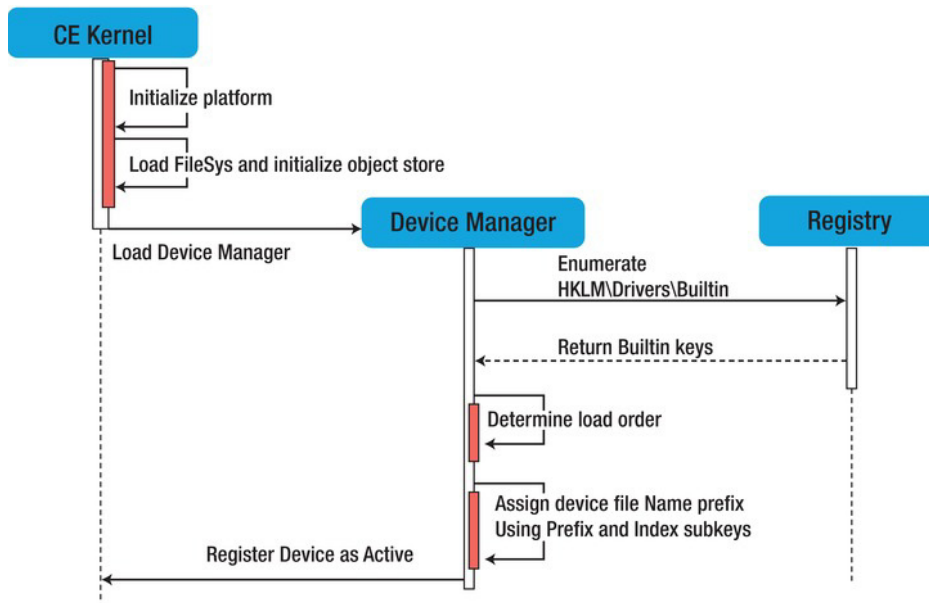 CE Kernel
Initialize platform
Load FileSys and initialize object store
Device Manager
Registry
Load Device Manager
Enumerate
HKLM\Drivers\Builtin
Return Builtin keys
Determine load order
Assign device file Name prefix
Using Prefix and Index subkeys
Register Device as Active